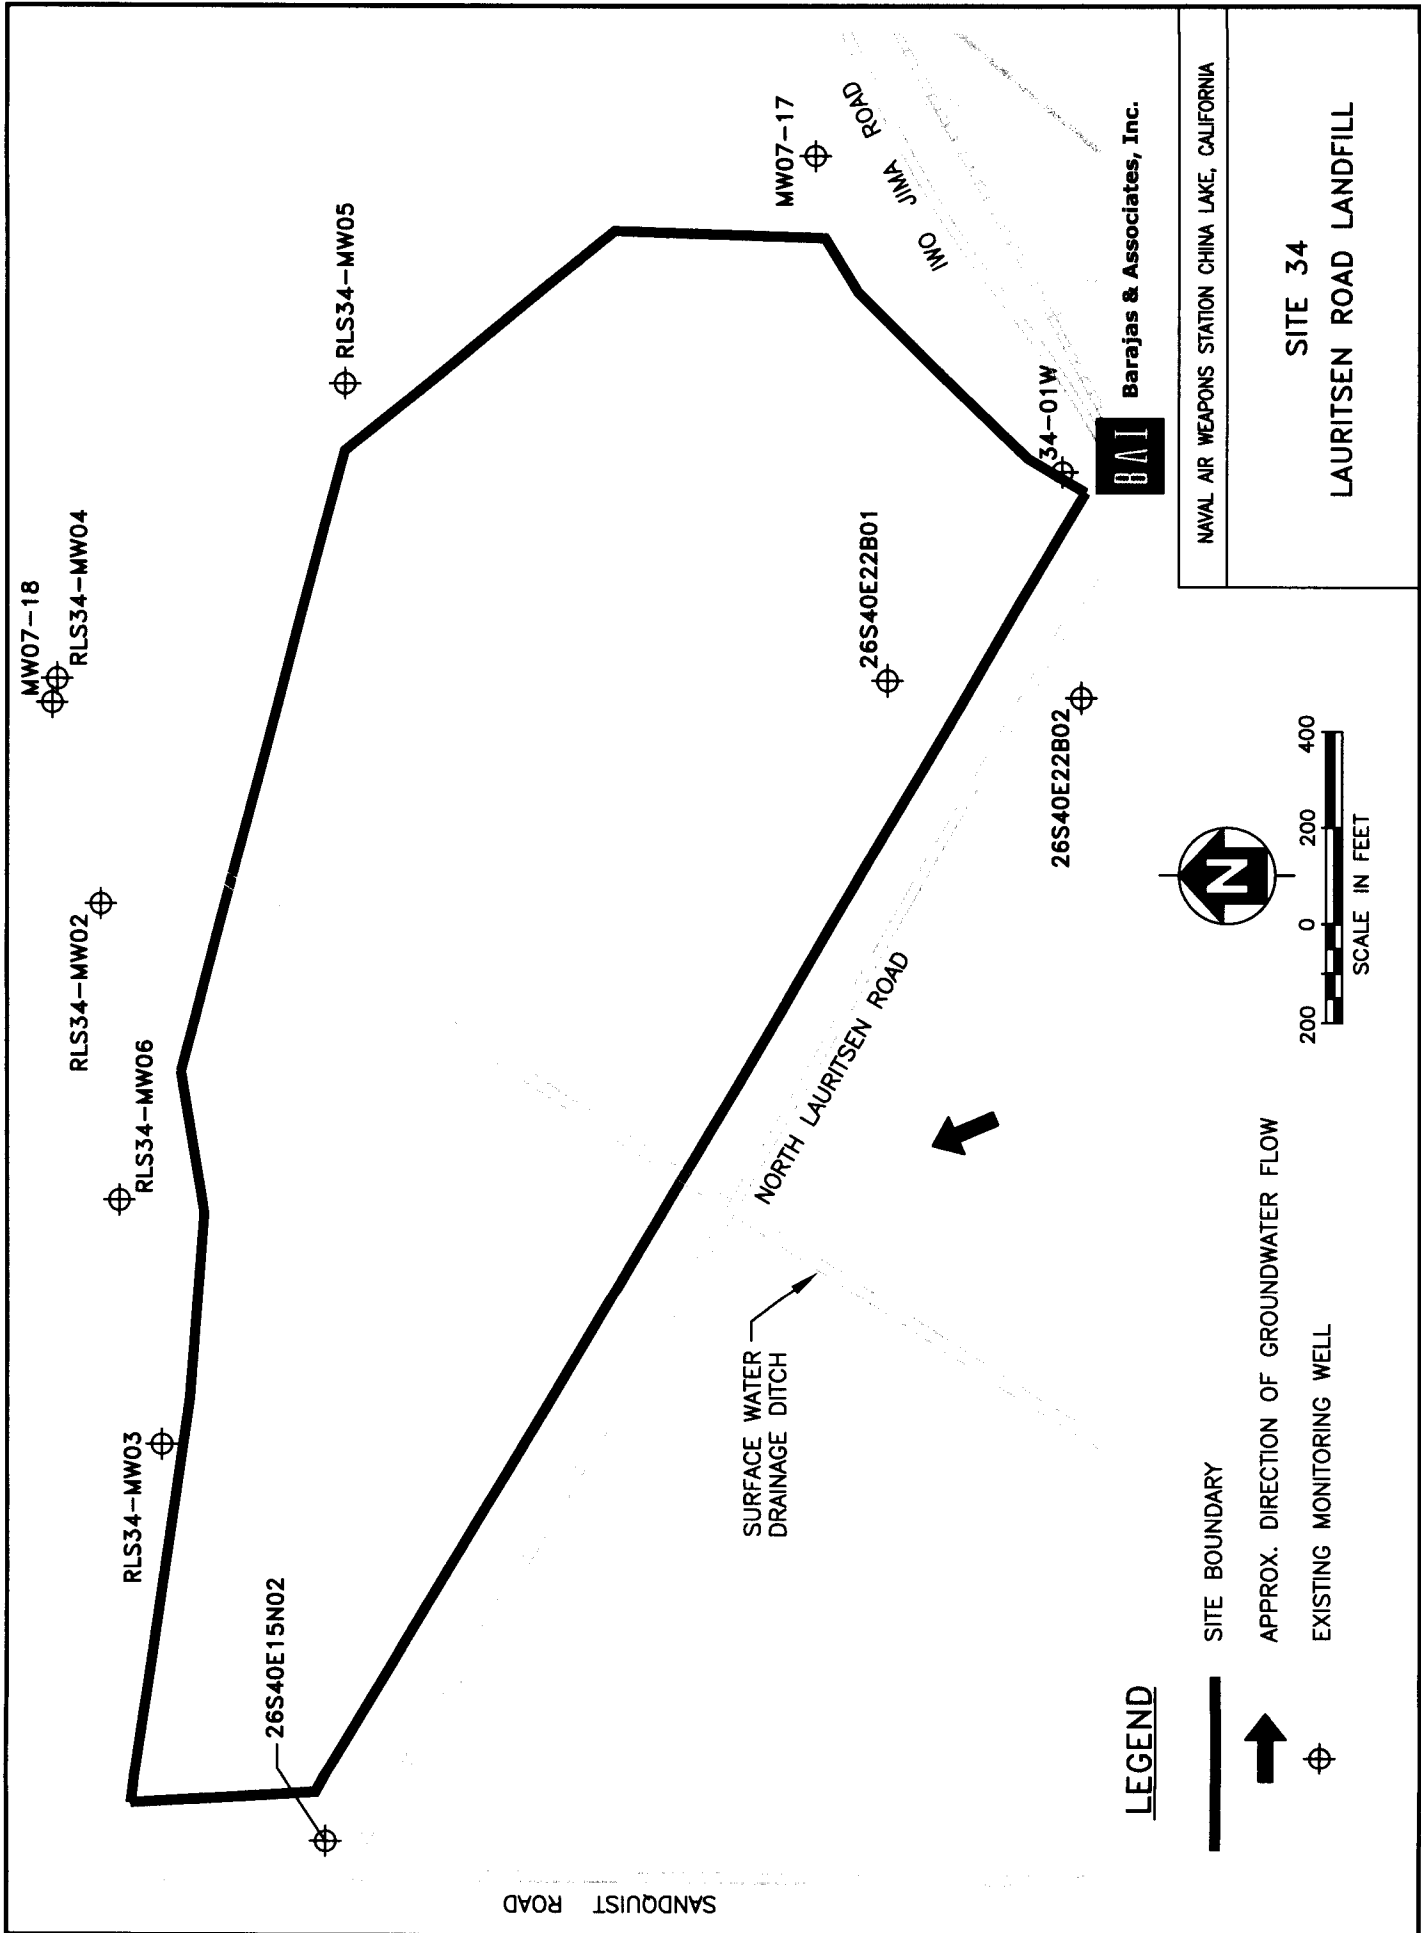 MW07-18
RLS34-MW04
RLS34-MW02
RLS34-MW06
RLS34-MW03
RLS34-MW05
26S40E15N02
MW07-17
IWO JIMA ROAD
34-01W
26S40E22B01
26S40E22B02
NORTH LAURITSEN ROAD
SURFACE WATER
DRAINAGE DITCH
SANDQUIST ROAD
LEGEND
SITE BOUNDARY
APPROX. DIRECTION OF GROUNDWATER FLOW
EXISTING MONITORING WELL
N
200 0 200 400
SCALE IN FEET
BAI
Barajas & Associates, Inc.
NAVAL AIR WEAPONS STATION CHINA LAKE, CALIFORNIA
SITE 34
LAURITSEN ROAD LANDFILL